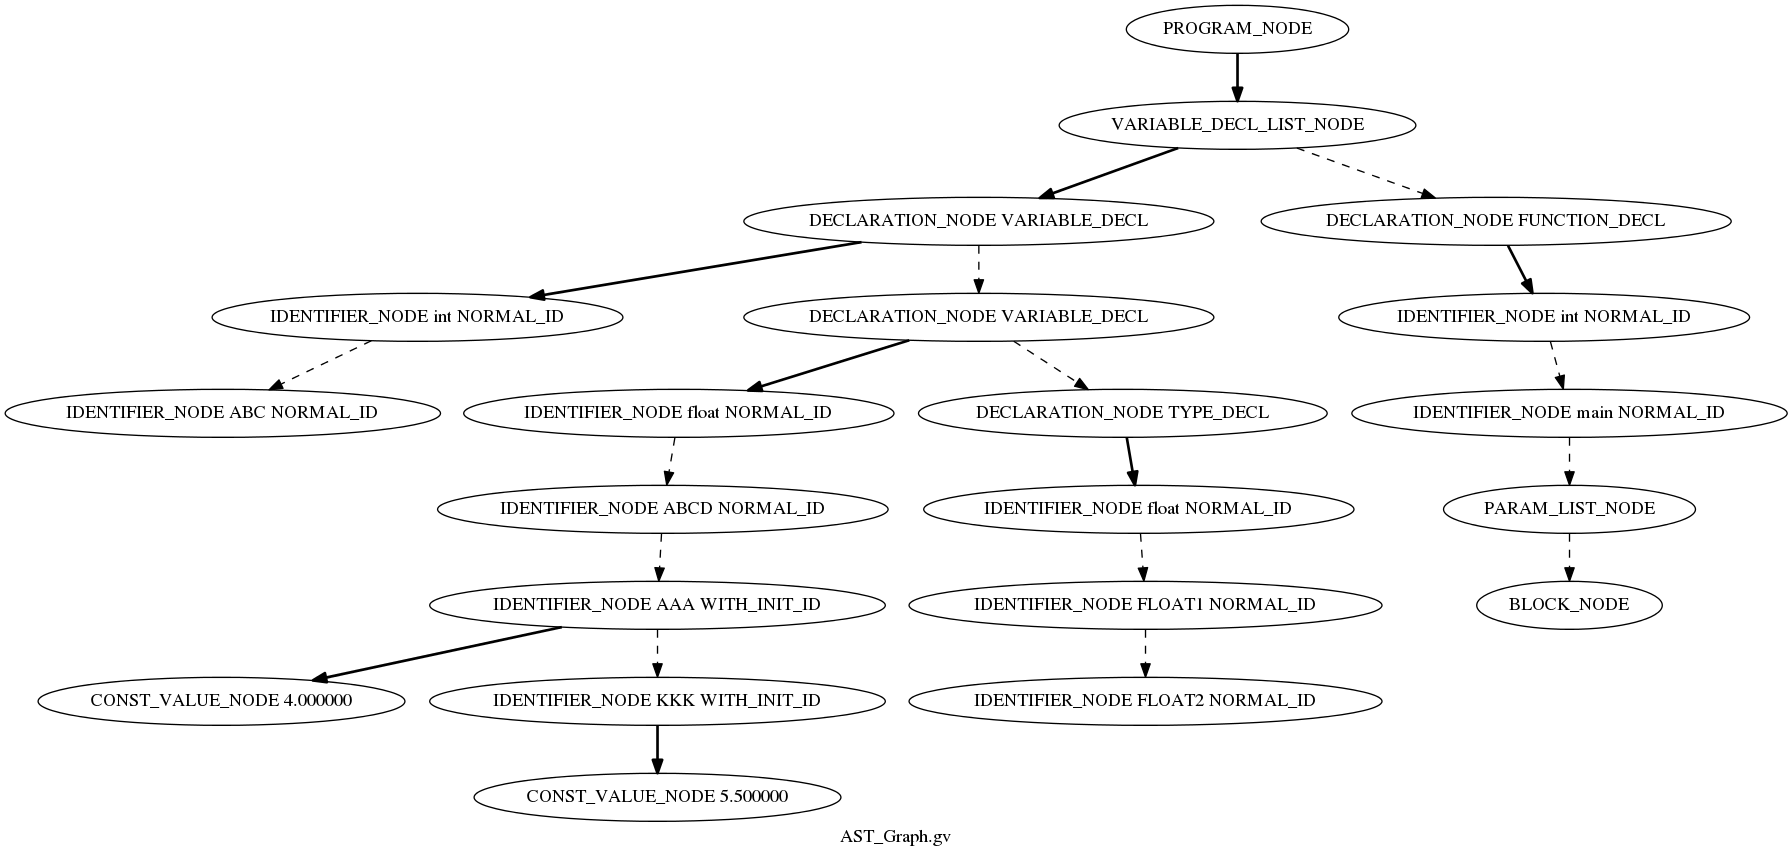 PROGRAM_NODE
VARIABLE_DECL_LIST_NODE
DECLARATION_NODE VARIABLE_DECL
DECLARATION_NODE FUNCTION_DECL
IDENTIFIER_NODE int NORMAL_ID
DECLARATION_NODE VARIABLE_DECL
IDENTIFIER_NODE int NORMAL_ID
IDENTIFIER_NODE ABC NORMAL_ID
IDENTIFIER_NODE float NORMAL_ID
DECLARATION_NODE TYPE_DECL
IDENTIFIER_NODE main NORMAL_ID
IDENTIFIER_NODE ABCD NORMAL_ID
IDENTIFIER_NODE float NORMAL_ID
PARAM_LIST_NODE
IDENTIFIER_NODE AAA WITH_INIT_ID
IDENTIFIER_NODE FLOAT1 NORMAL_ID
BLOCK_NODE
CONST_VALUE_NODE 4.000000
IDENTIFIER_NODE KKK WITH_INIT_ID
IDENTIFIER_NODE FLOAT2 NORMAL_ID
CONST_VALUE_NODE 5.500000
AST_Graph.gv